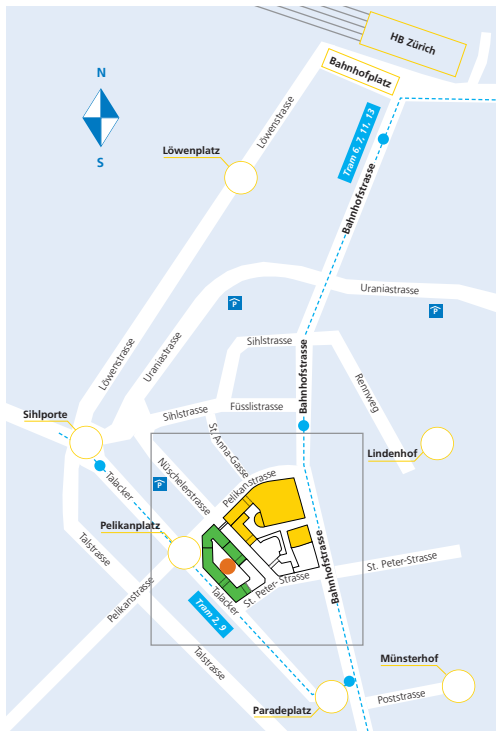 HB Zürich
Bahnhofplatz
N
S
Löwenstrasse
Tram 6, 7, 11, 13
Löwenplatz
Bahnhofstrasse
Uraniastrasse
P
P
Uraniastrasse
Sihlstrasse
Löwenstrasse
Bahnhofstrasse
Rennweg
Sihlporte
Sihlstrasse
Füsslistrasse
St. Anna-Gasse
Lindenhof
Nüschelerstrasse
Talacker
P
Pelikanstrasse
Pelikanplatz
Talstrasse
Bahnhofstrasse
St. Peter-Strasse
St. Peter-Strasse
Pelikanstrasse
Talacker
Tram 2, 9
Talstrasse
Münsterhof
Poststrasse
Paradeplatz